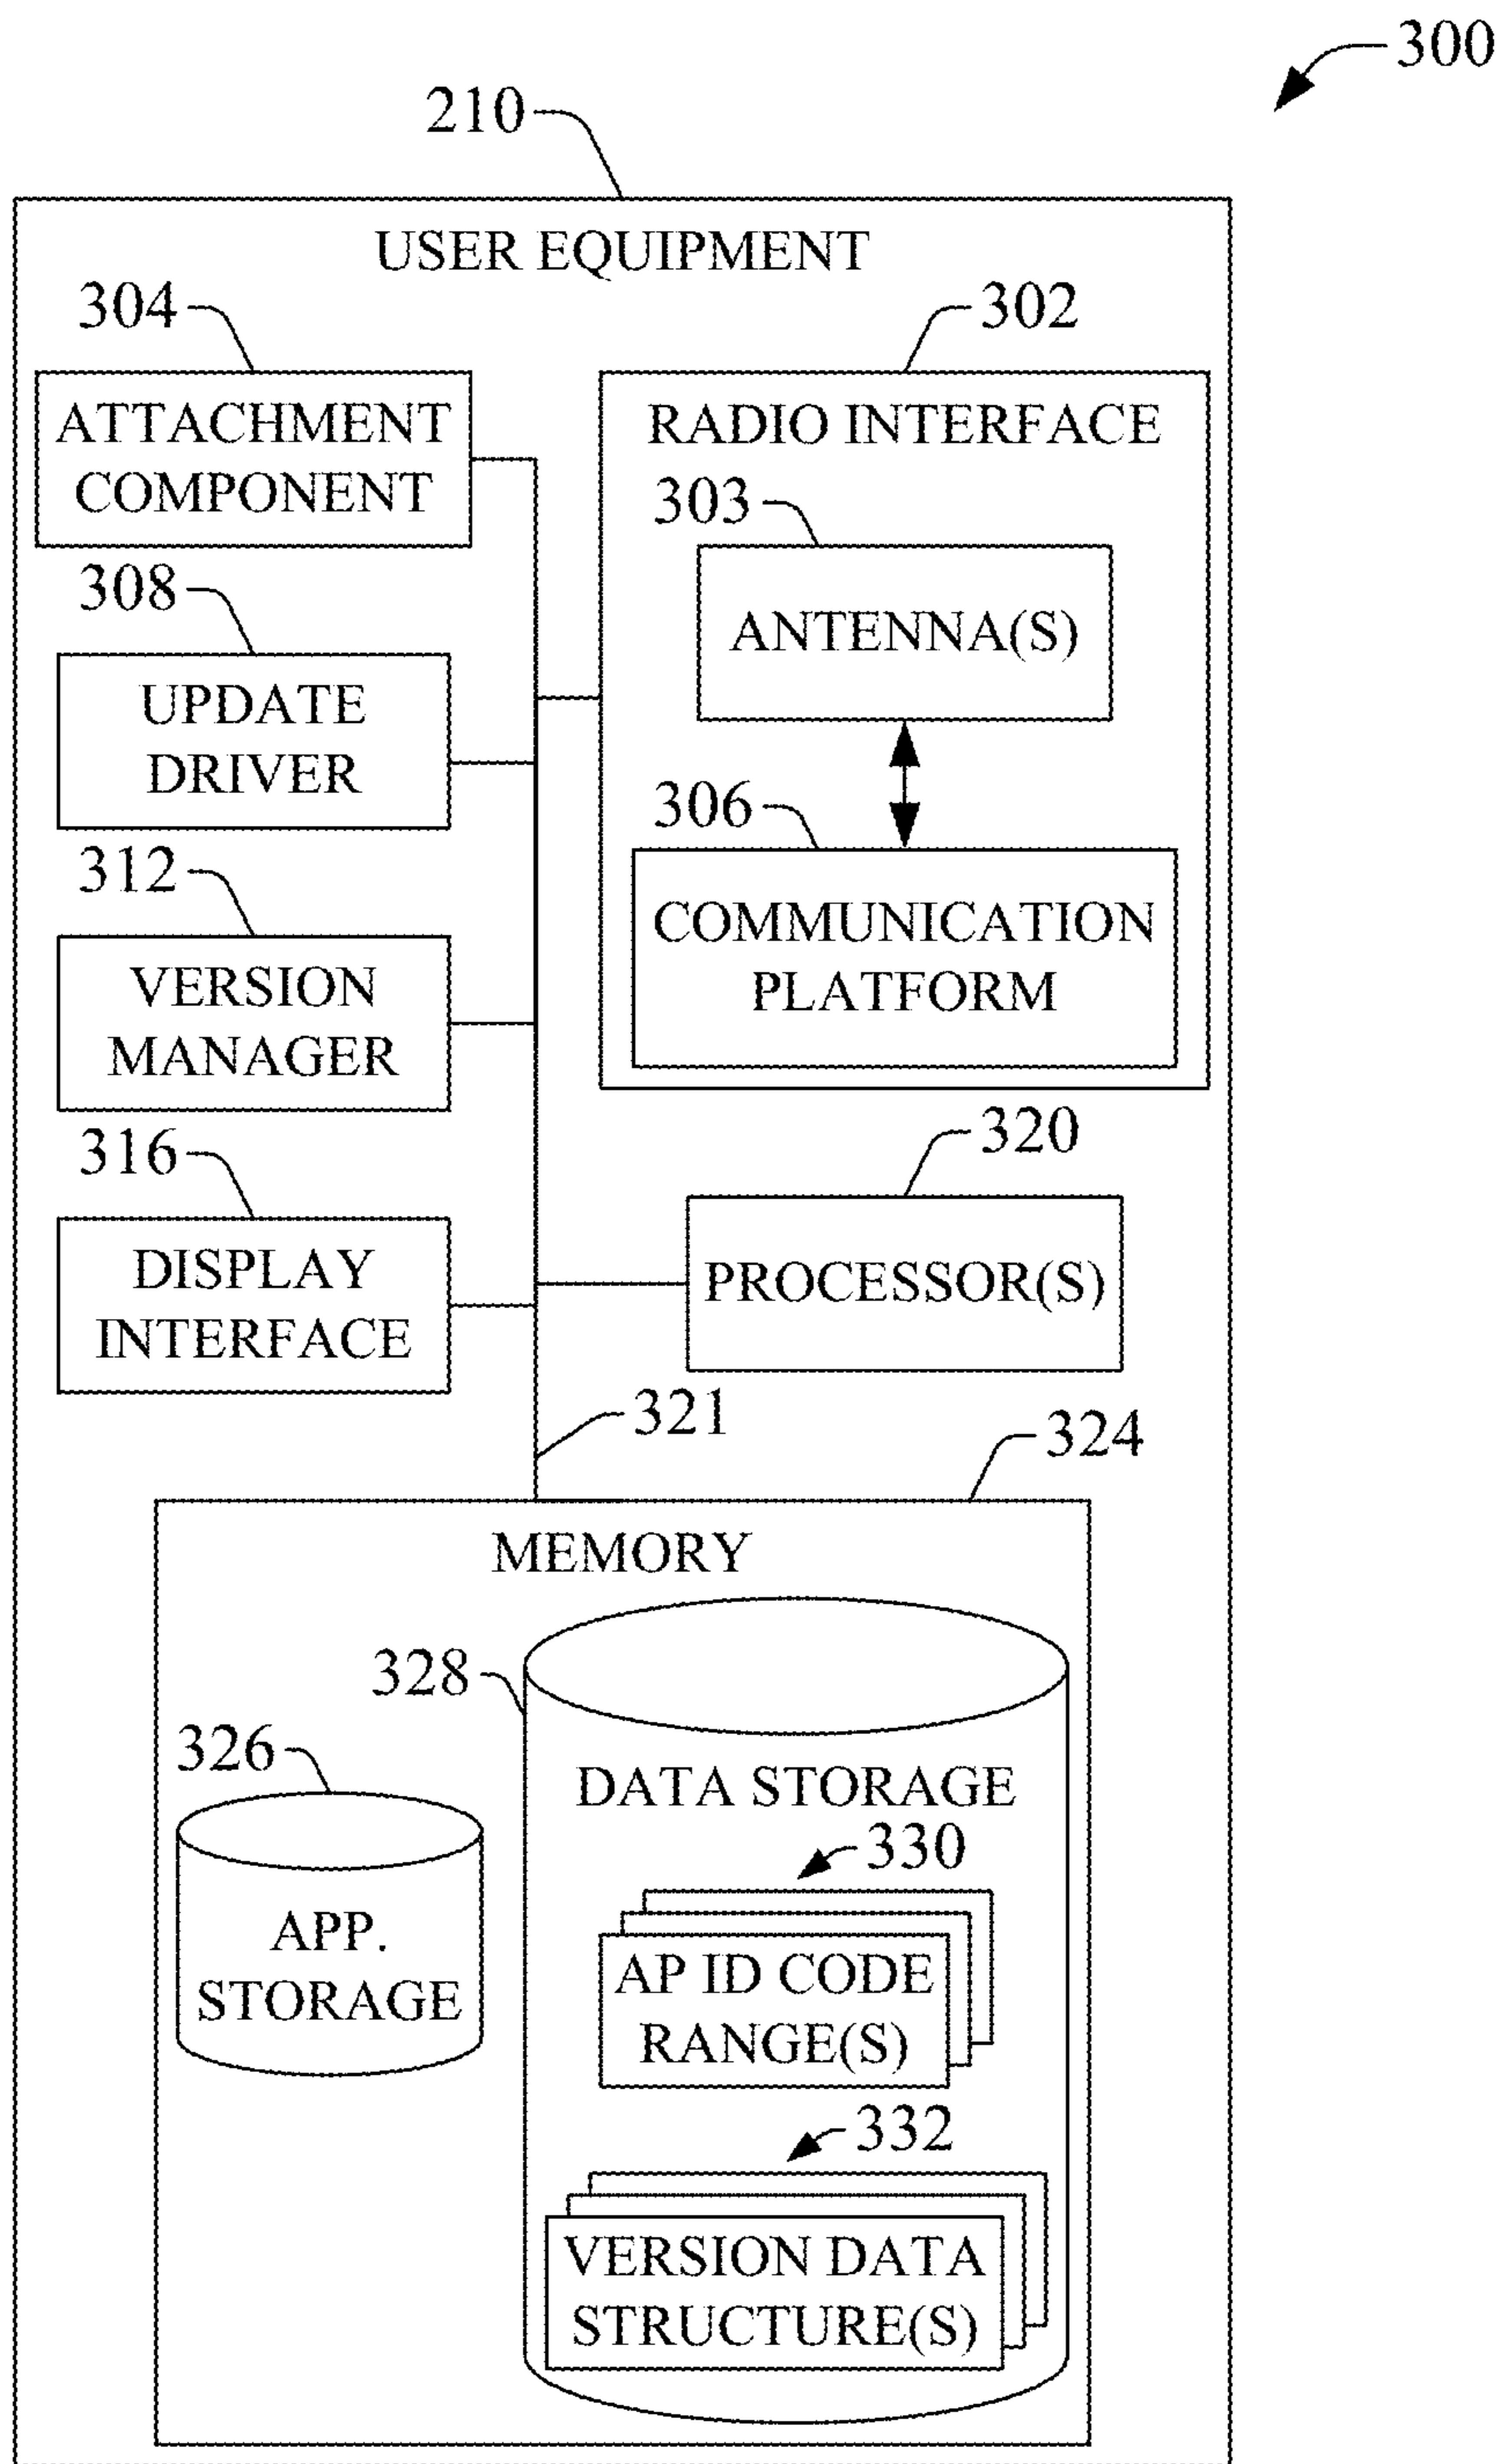 300
210
USER EQUIPMENT
304
302
ATTACHMENT
COMPONENT
RADIO INTERFACE
303
ANTENNA(S)
308
UPDATE
DRIVER
306
COMMUNICATION
PLATFORM
312
VERSION
MANAGER
316
DISPLAY
INTERFACE
320
PROCESSOR(S)
321
324
MEMORY
328
326
DATA STORAGE
330
APP.
STORAGE
AP ID CODE
RANGE(S)
332
VERSION DATA
STRUCTURE(S)